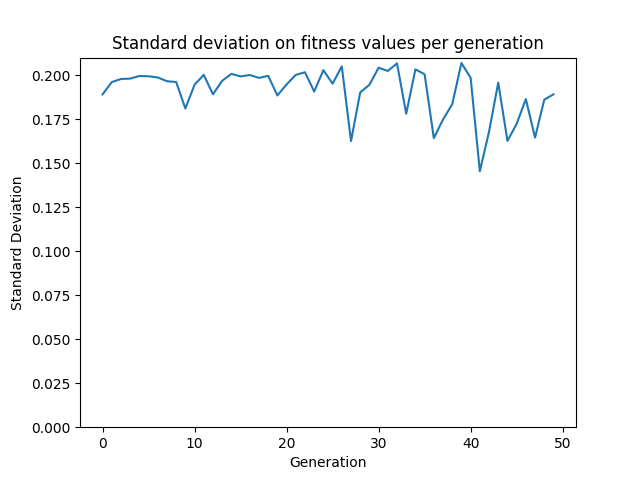 Standard deviation on fitness values per generation
0.200
0.175
0.150
0.125
0.100
0.075
0.050
0.025
0.000
Standard Deviation
0 10 20 30 40 50
Generation